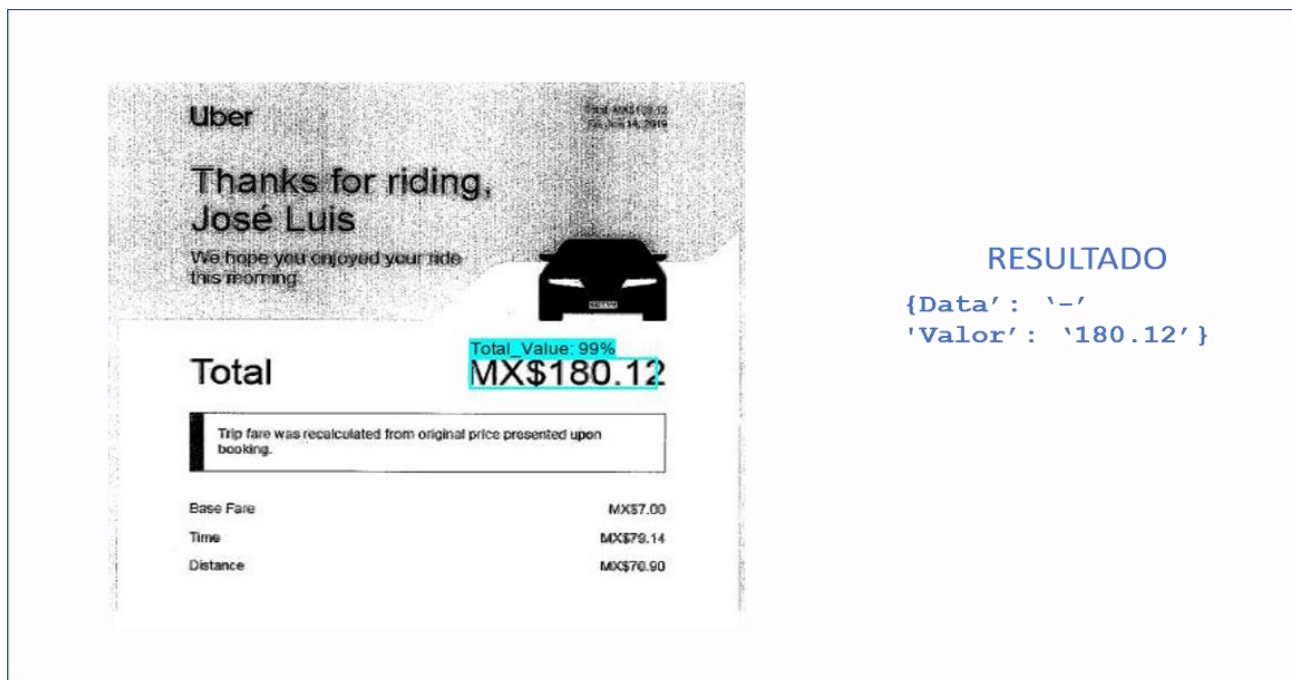 Uber
Thanks for riding,
José Luis
We hope you enjoyed your ride
this morning
Total_Value: 99%
Total
MX$180.12
Trip fare was recalculated from original price presented upon
booking.
Base Fare
MX$7.00
Time
MX$79.14
Distance
MX$70.90
RESULTADO
{Data’: ‘-’
'Valor’: ‘180.12’}